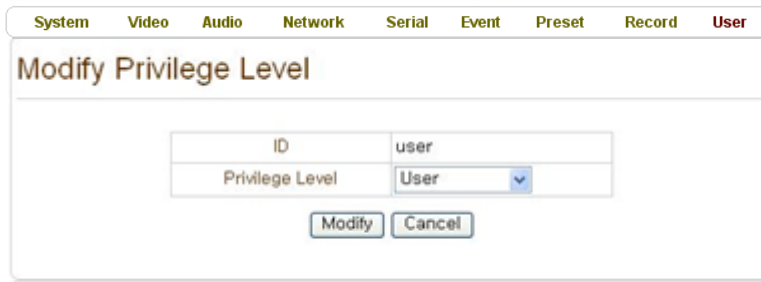 System Video Audio Network Serial Event Preset Record User
Modify Privilege Level
ID user
Privilege Level User
Modify Cancel